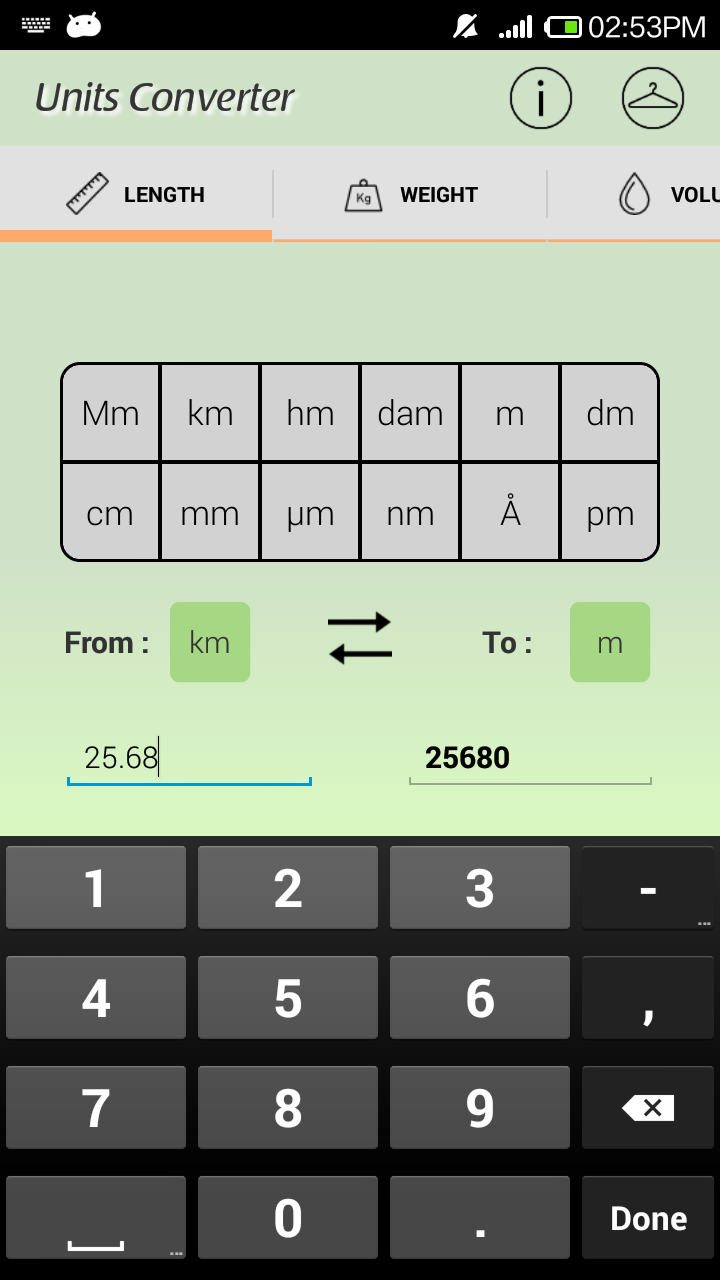 02:53PM
Units Converter
i
LENGTH WEIGHT VOLU
Kg
Mm km hm dam m dm
cm mm µm nm Å pm
From : km To : m
25.68 25680
1 2 3 -
...
4 5 6 ,
7 8 9
0 . Done
...